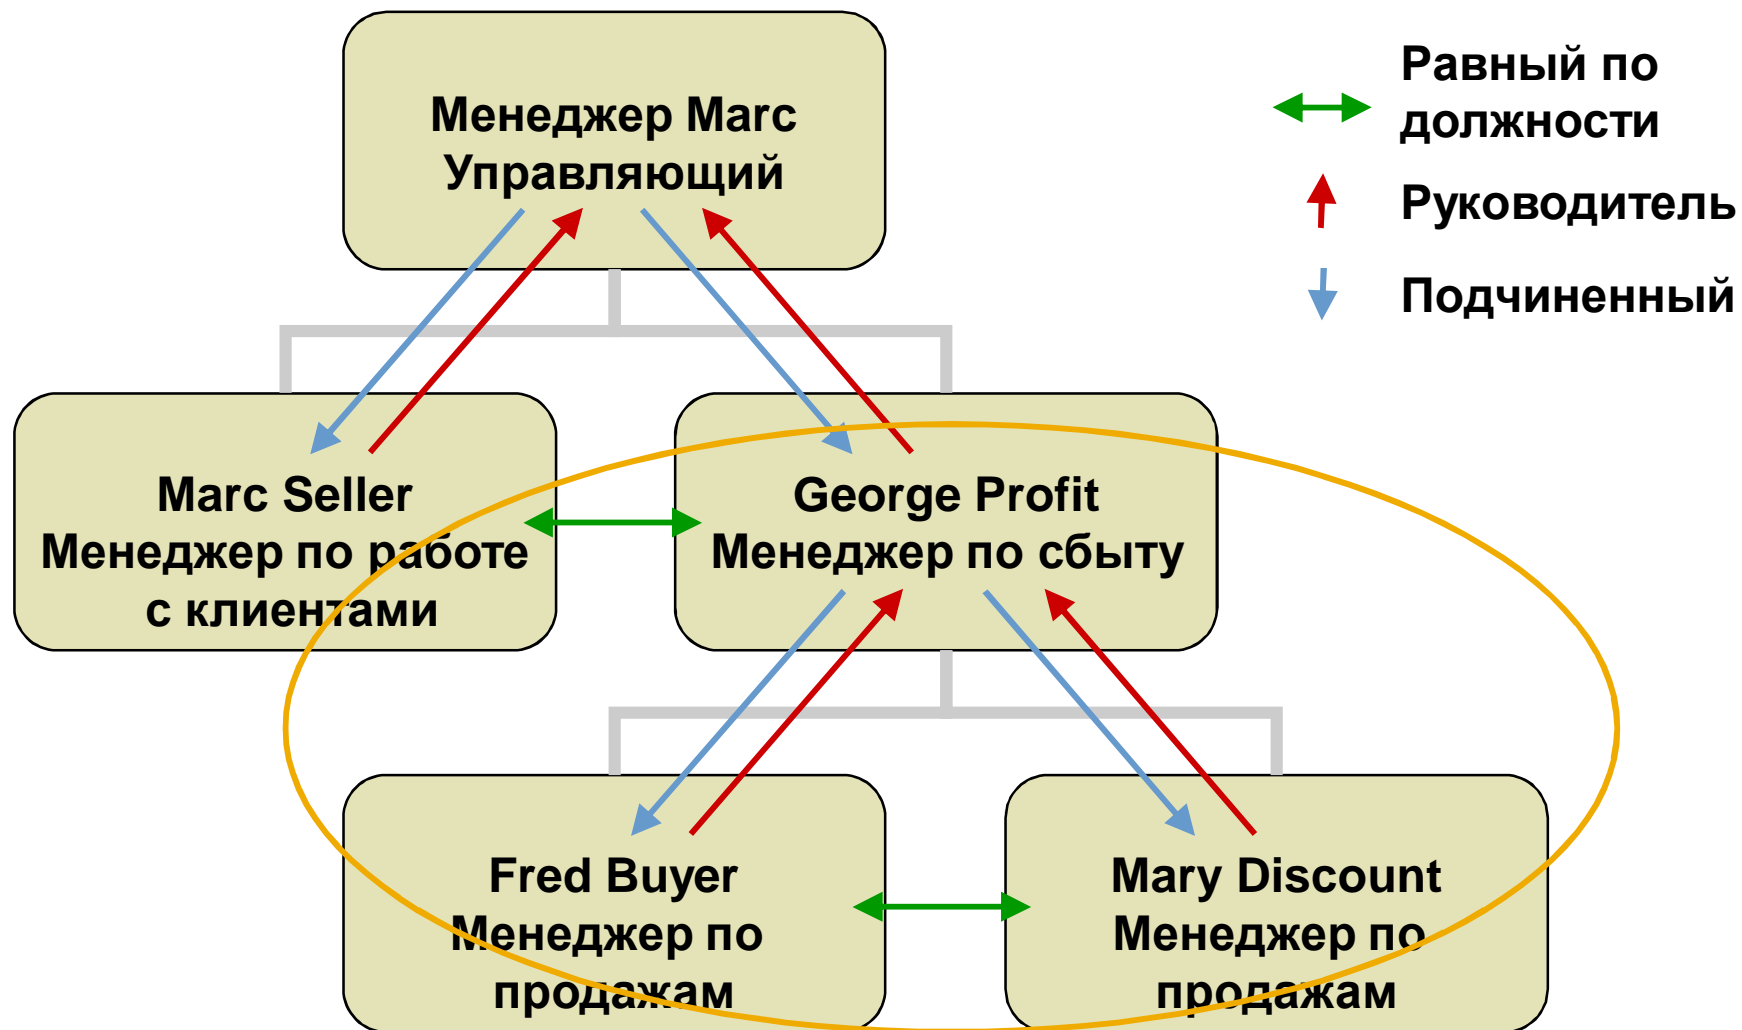 Менеджер Marc
Управляющий
Равный по
должности
Руководитель
Подчиненный
Marc Seller
Менеджер по работе
с клиентами
George Profit
Менеджер по сбыту
Fred Buyer
Менеджер по
продажам
Mary Discount
Менеджер по
продажам